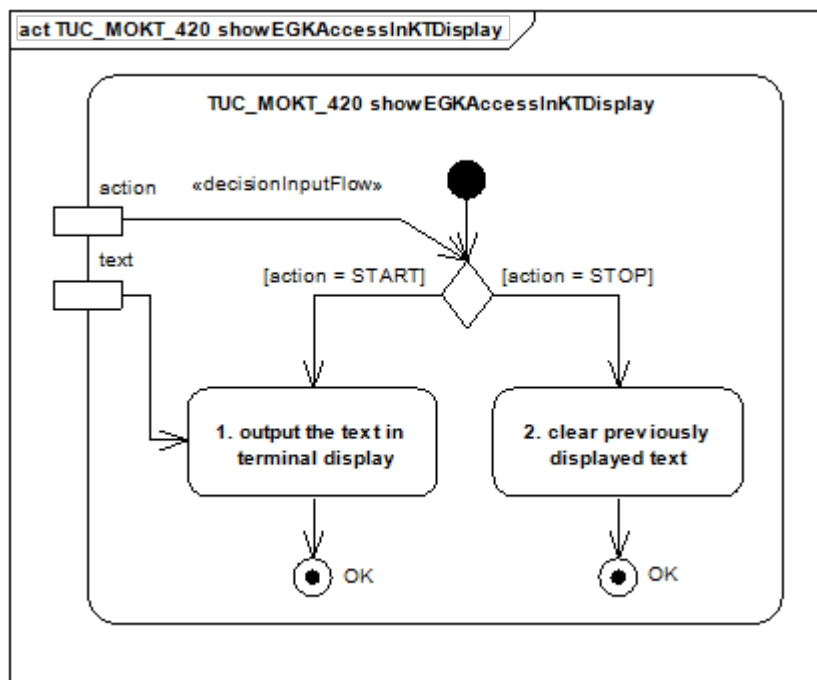 act TUC_MOKT_420 showEGKAccessInKTDisplay
TUC_MOKT_420 showEGKAccessInKTDisplay
action
«decisionInputFlow»
text
[action = START]
[action = STOP]
1. output the text in
terminal display
2. clear previously
displayed text
OK
OK